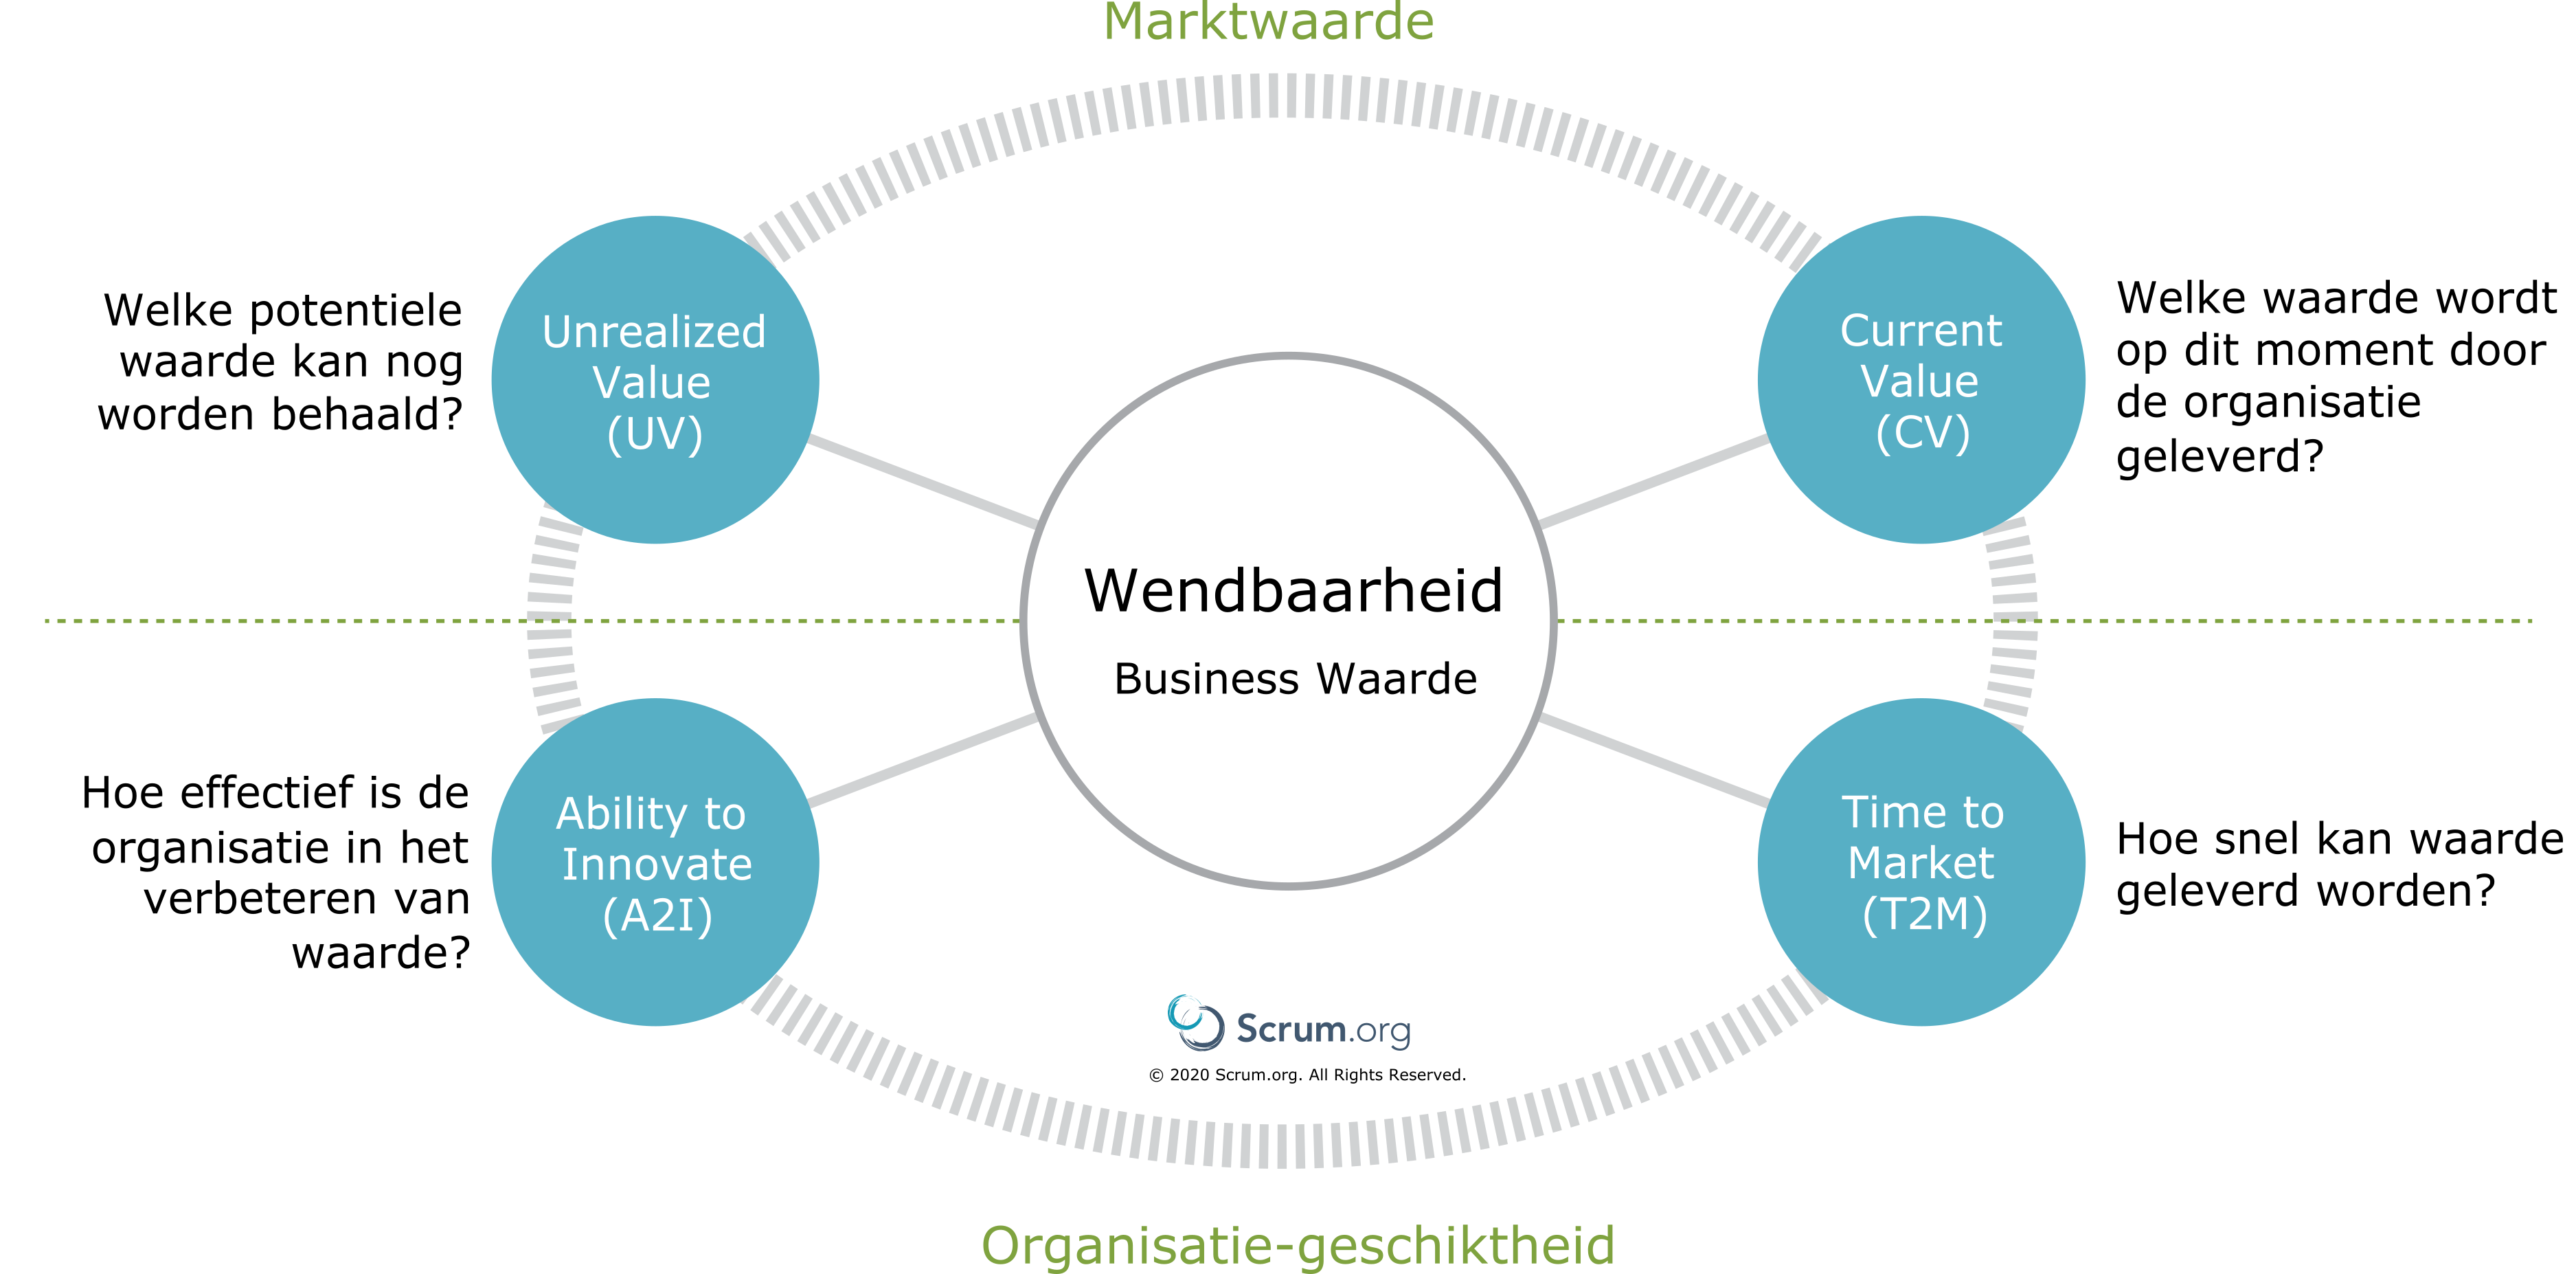 Marktwaarde
Welke potentiele
waarde kan nog
worden behaald?
Unrealized
Value
(UV)
Current
Value
(CV)
Welke waarde wordt
op dit moment door
de organisatie
geleverd?
Wendbaarheid
Business Waarde
Hoe effectief is de
organisatie in het
verbeteren van
waarde?
Ability to
Innovate
(A2I)
Time to
Market
(T2M)
Hoe snel kan waarde
geleverd worden?
Scrum.org
© 2020 Scrum.org. All Rights Reserved.
Organisatie-geschiktheid